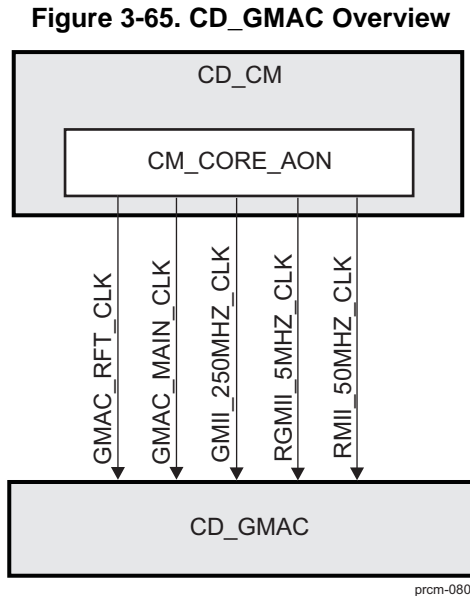 Figure 3-65. CD_GMAC Overview
CD_CM
CM_CORE_AON
GMAC_RFT_CLK
GMAC_MAIN_CLK
GMII_250MHZ_CLK
RGMII_5MHZ_CLK
RMII_50MHZ_CLK
CD_GMAC
prcm-080